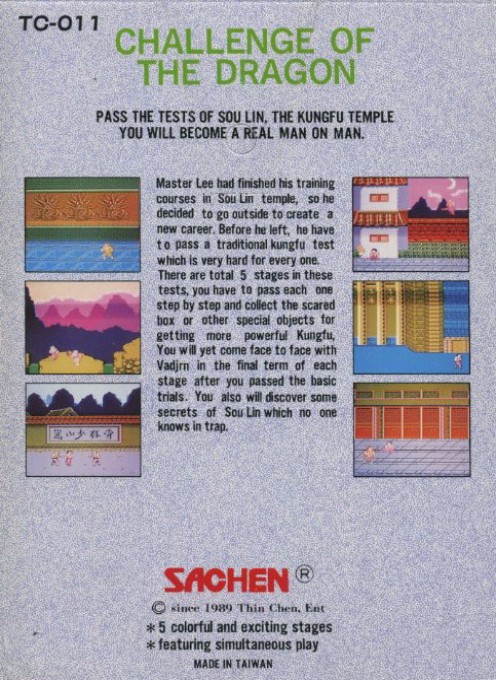 TC-011
CHALLENGE OF
THE DRAGON
PASS THE TESTS OF SOU LIN, THE KUNGFU TEMPLE
YOU WILL BECOME A REAL MAN ON MAN.
Master Lee had finished his training
courses in Sou Lin temple, so he
decided to go outside to create a
new career. Before he left, he have
to pass a traditional kungfu test
which is very hard for every one.
There are total 5 stages in these
tests, you have to pass each one
step by step and collect the scared
box or other special objects for
getting more powerful Kungfu,
You will yet come face to face with
Vadjrn in the final term of each
stage after you passed the basic
trials. You also will discover some
secrets of Sou Lin which no one
knows in trap.
嵩山少林寺
SACHEN ®
© since 1989 Thin Chen, Ent
* 5 colorful and exciting stages
* featuring simultaneous play
MADE IN TAIWAN